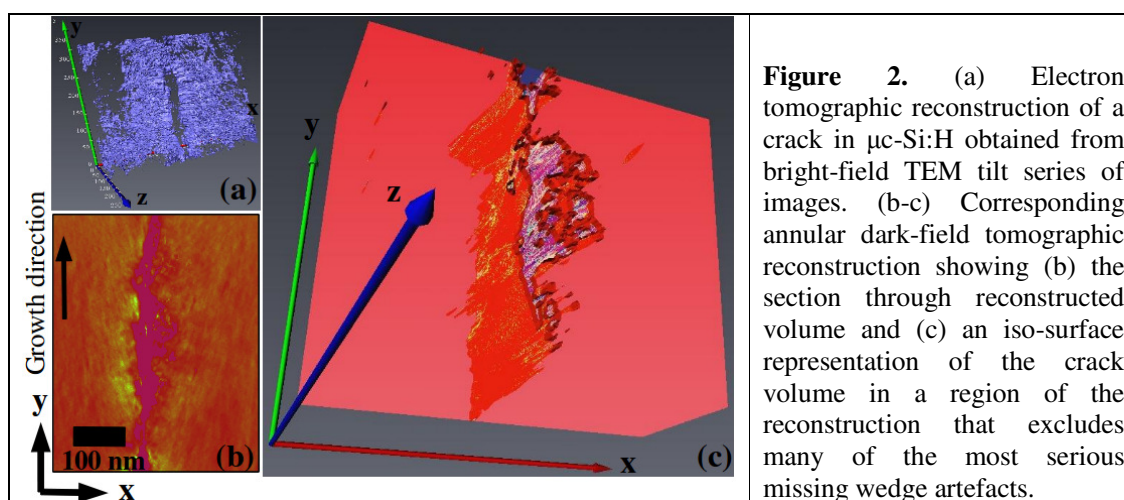 y
x
z
(a)
Growth direction
y
x
100 nm
(b)
y
z
x
(c)
Figure 2. (a) Electron
tomographic reconstruction of a
crack in μc-Si:H obtained from
bright-field TEM tilt series of
images. (b-c) Corresponding
annular dark-field tomographic
reconstruction showing (b) the
section through reconstructed
volume and (c) an iso-surface
representation of the crack
volume in a region of the
reconstruction that excludes
many of the most serious
missing wedge artefacts.